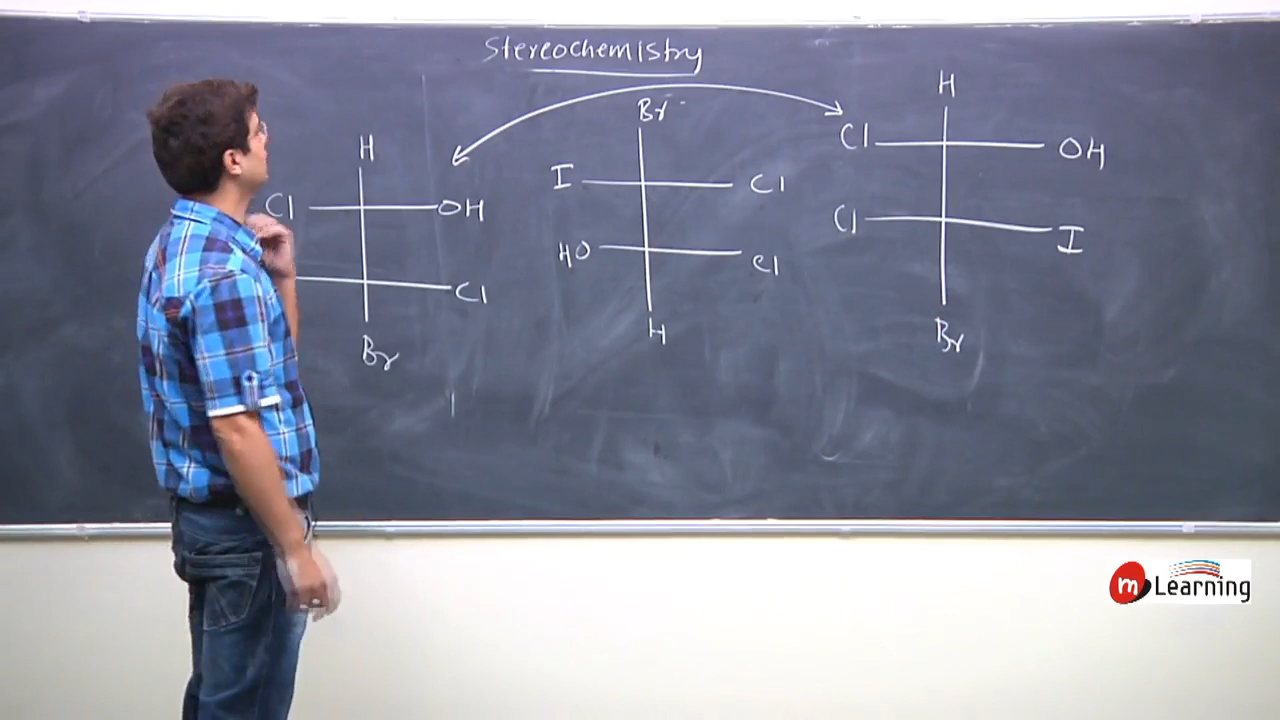 Stereochemistry
H
Cl OH
Cl
Br
Br
I Cl
HO Cl
H
H
Cl OH
Cl I
Br
m Learning